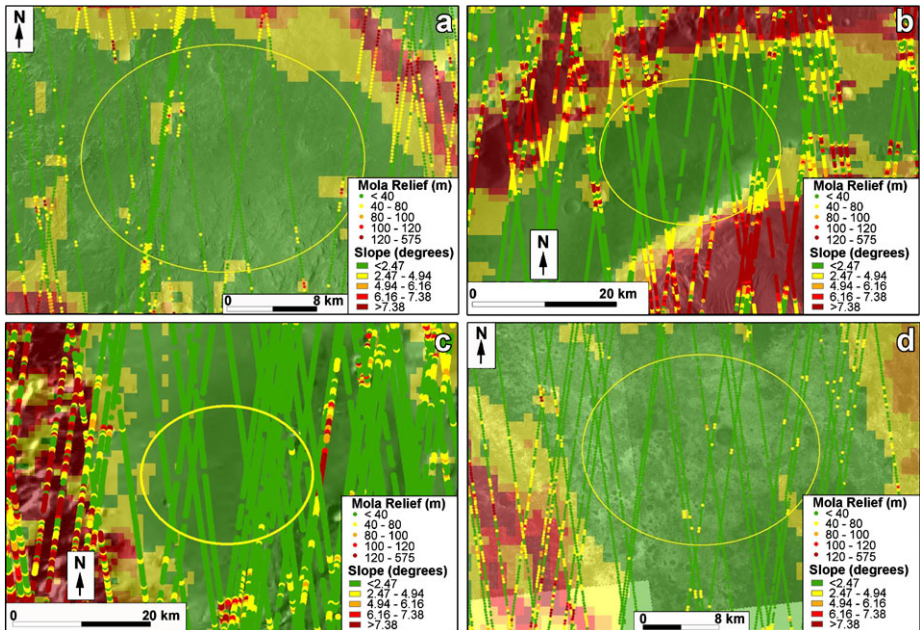 N
a
Mola Relief (m)
< 40
40 - 80
80 - 100
100 - 120
120 - 575
Slope (degrees)
<2.47
2.47 - 4.94
4.94 - 6.16
6.16 - 7.38
>7.38
0 8 km
b
N
Mola Relief (m)
< 40
40 - 80
80 - 100
100 - 120
120 - 575
Slope (degrees)
<2.47
2.47 - 4.94
4.94 - 6.16
6.16 - 7.38
>7.38
0 20 km
c
N
Mola Relief (m)
< 40
40 - 80
80 - 100
100 - 120
120 - 575
Slope (degrees)
<2.47
2.47 - 4.94
4.94 - 6.16
6.16 - 7.38
>7.38
0 20 km
N
d
Mola Relief (m)
< 40
40 - 80
80 - 100
100 - 120
120 - 575
Slope (degrees)
<2.47
2.47 - 4.94
4.94 - 6.16
6.16 - 7.38
>7.38
0 8 km